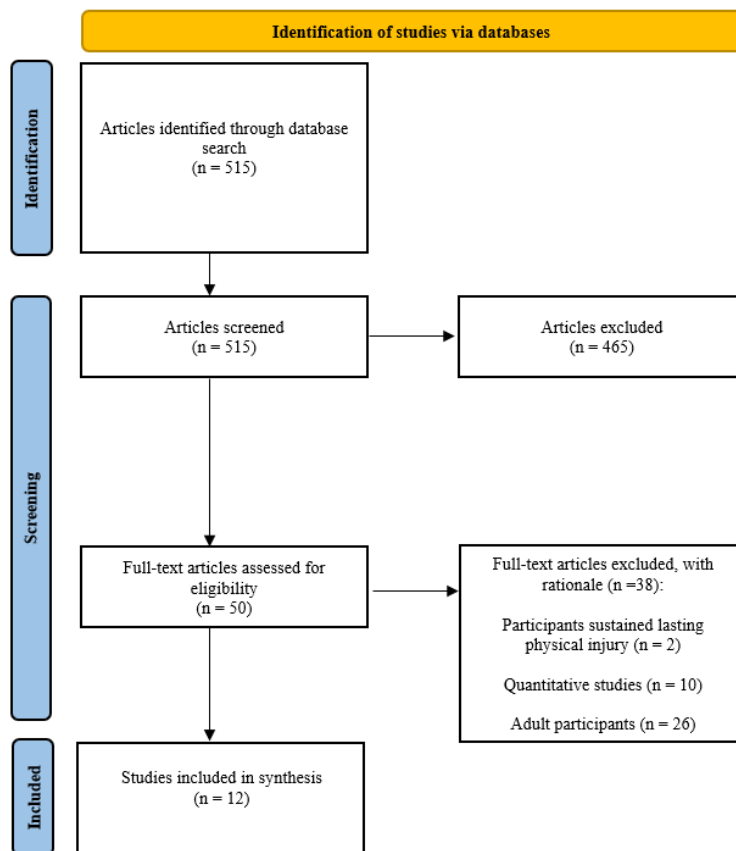 Identification of studies via databases
Identification
Articles identified through database
search
(n = 515)
Screening
Articles screened
(n = 515)
Articles excluded
(n = 465)
Full-text articles assessed for
eligibility
(n = 50)
Full-text articles excluded, with
rationale (n =38):
Participants sustained lasting
physical injury (n = 2)
Quantitative studies (n = 10)
Adult participants (n = 26)
Included
Studies included in synthesis
(n = 12)